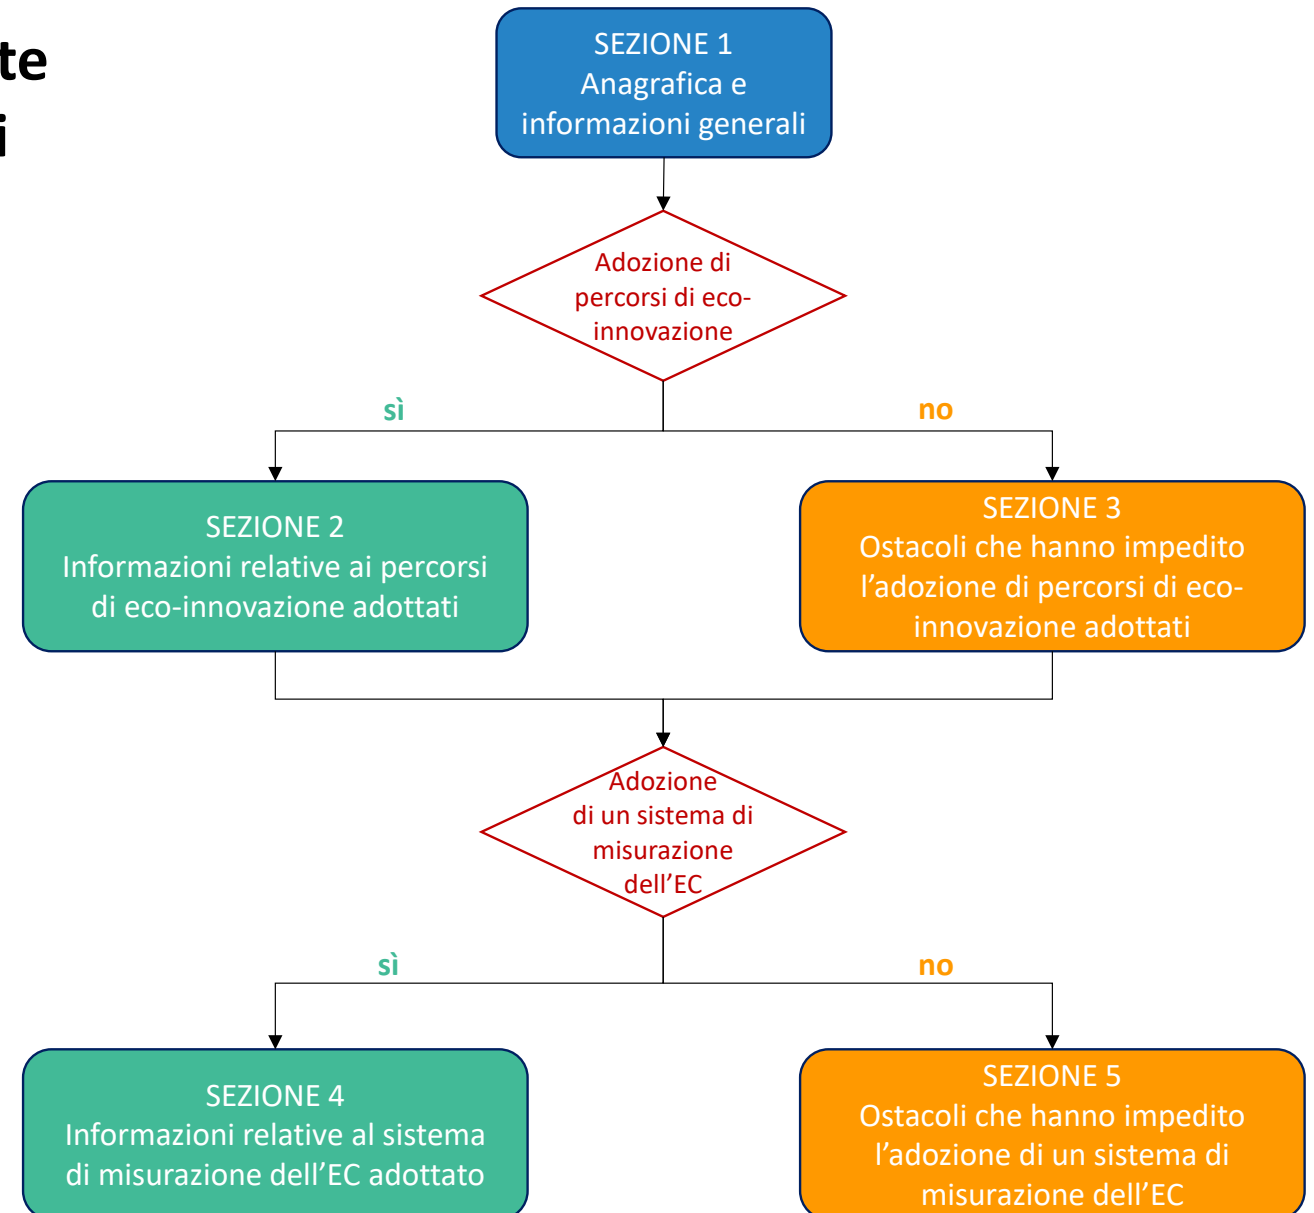 te
i
SEZIONE 1
Anagrafica e
informazioni generali
Adozione di
percorsi di eco-
innovazione
sì
no
SEZIONE 2
Informazioni relative ai percorsi
di eco-innovazione adottati
SEZIONE 3
Ostacoli che hanno impedito
l’adozione di percorsi di eco-
innovazione adottati
Adozione
di un sistema di
misurazione
dell’EC
sì
no
SEZIONE 4
Informazioni relative al sistema
di misurazione dell’EC adottato
SEZIONE 5
Ostacoli che hanno impedito
l’adozione di un sistema di
misurazione dell’EC